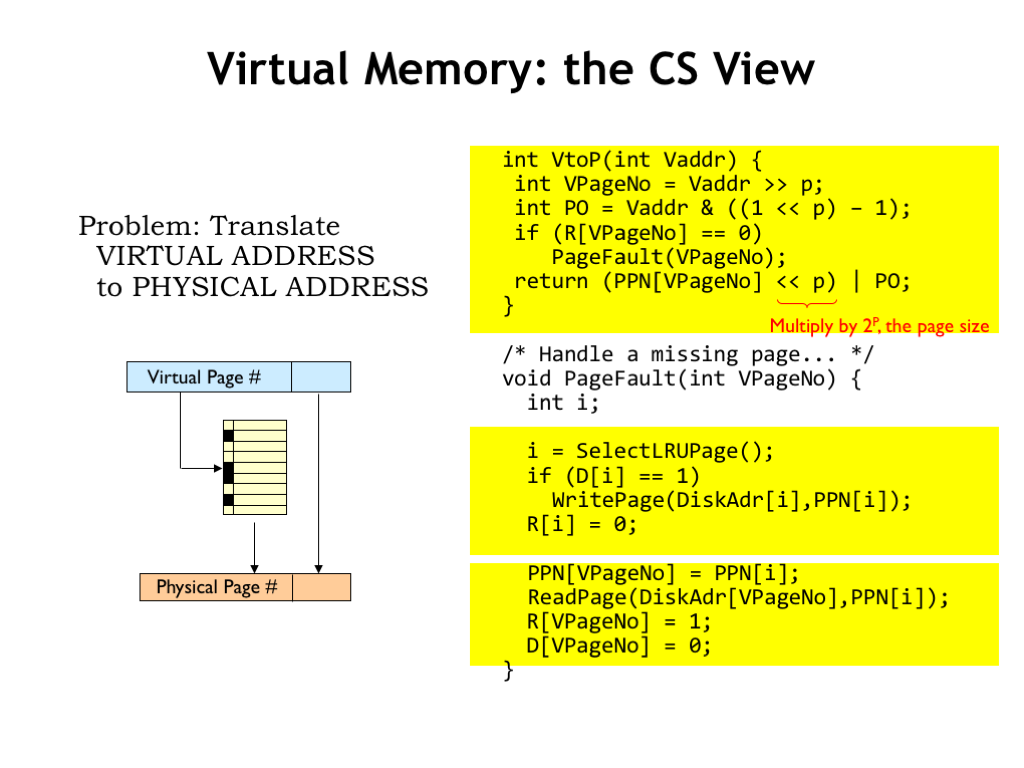 Virtual Memory: the CS View
Problem: Translate
VIRTUAL ADDRESS
to PHYSICAL ADDRESS
Virtual Page #
Physical Page #
int VtoP(int Vaddr) {
int VPageNo = Vaddr >> p;
int PO = Vaddr & ((1 << p) – 1);
if (R[VPageNo] == 0)
PageFault(VPageNo);
return (PPN[VPageNo] << p) | PO;
}
Multiply by 2ᴾ, the page size
/* Handle a missing page... */
void PageFault(int VPageNo) {
int i;
i = SelectLRUPage();
if (D[i] == 1)
WritePage(DiskAdr[i],PPN[i]);
R[i] = 0;
PPN[VPageNo] = PPN[i];
ReadPage(DiskAdr[VPageNo],PPN[i]);
R[VPageNo] = 1;
D[VPageNo] = 0;
}